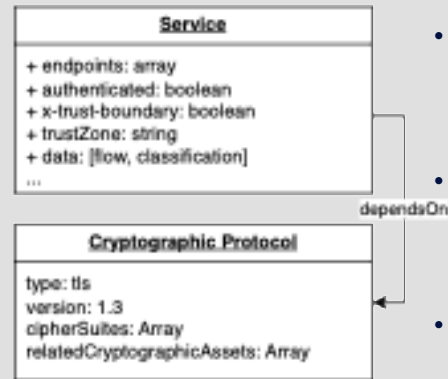 Service
+ endpoints: array
+ authenticated: boolean
+ x-trust-boundary: boolean
+ trustZone: string
+ data: [flow, classification]
...
dependsOn
Cryptographic Protocol
type: tls
version: 1.3
cipherSuites: Array
relatedCryptographicAssets: Array